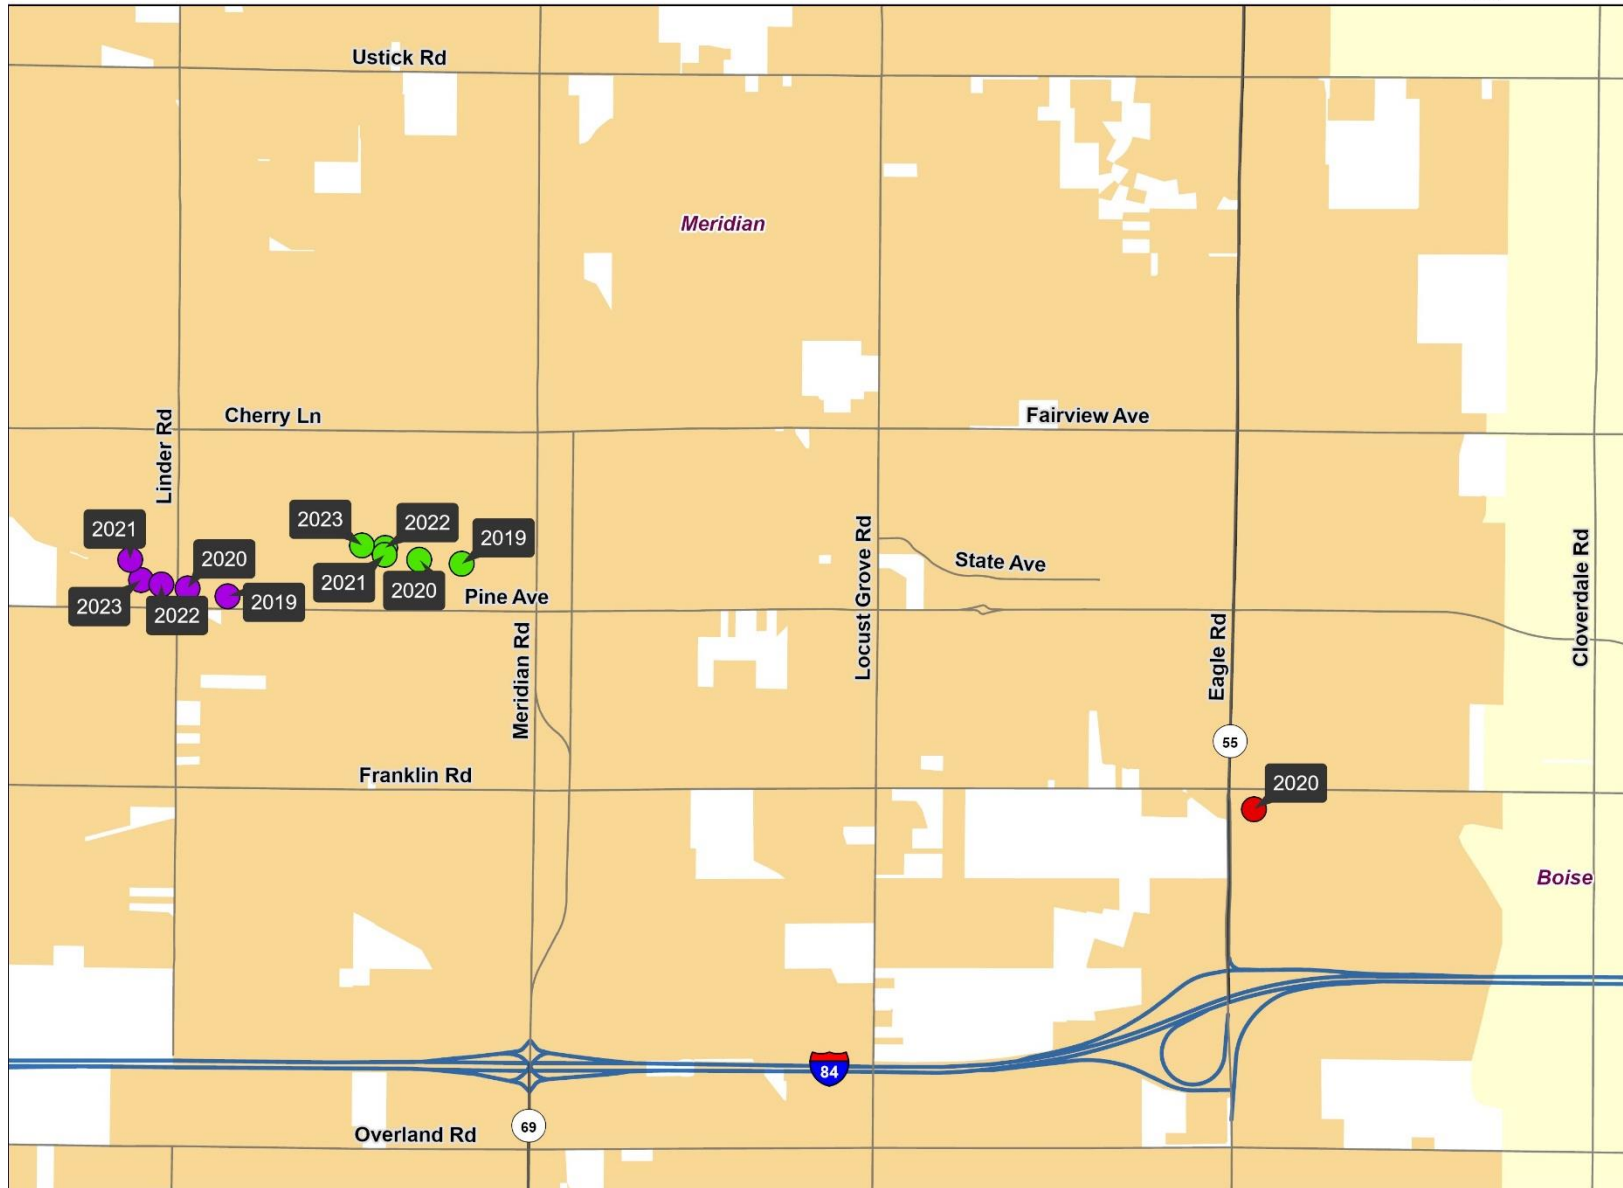 Ustick Rd
Meridian
Cherry Ln
Fairview Ave
Linder Rd
2021
2023
2022
2020
2019
2023
2022
2021
2020
2019
Pine Ave
State Ave
Locust Grove Rd
Meridian Rd
Eagle Rd
Cloverdale Rd
55
Franklin Rd
2020
Boise
84
69
Overland Rd